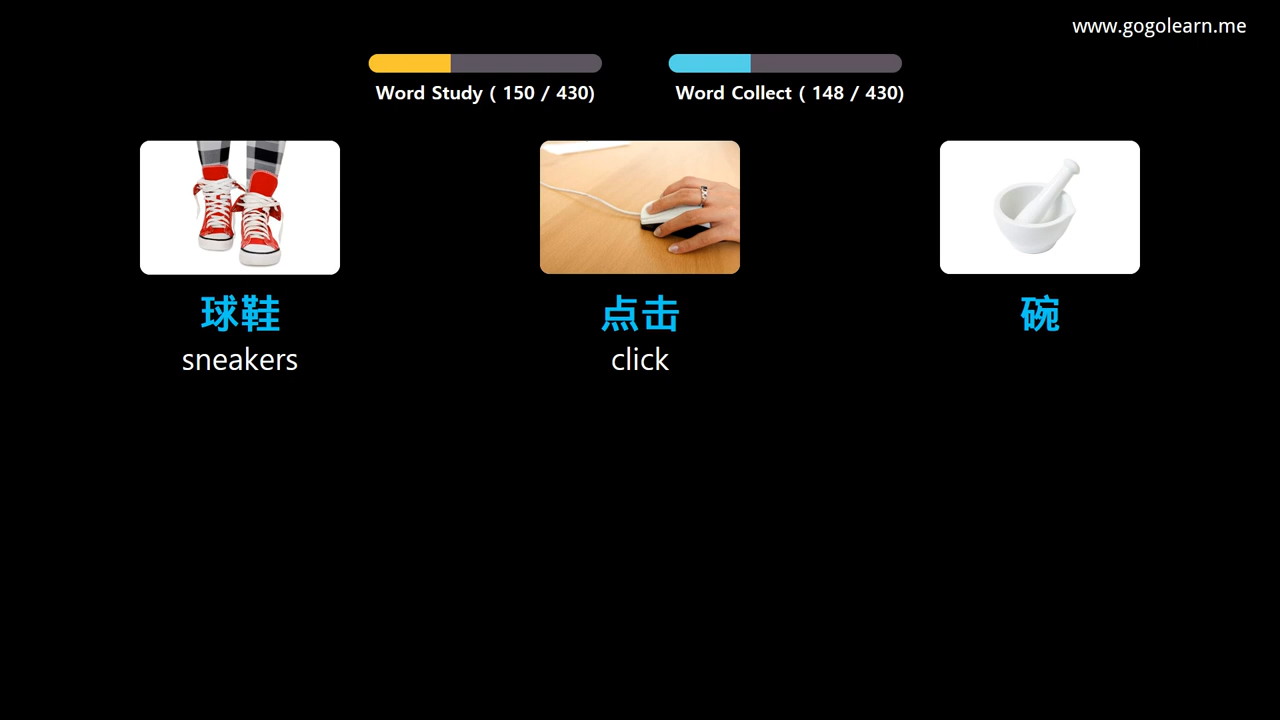 www.gogolearn.me
Word Study ( 150 / 430)
Word Collect ( 148 / 430)
球鞋
sneakers
点击
click
碗